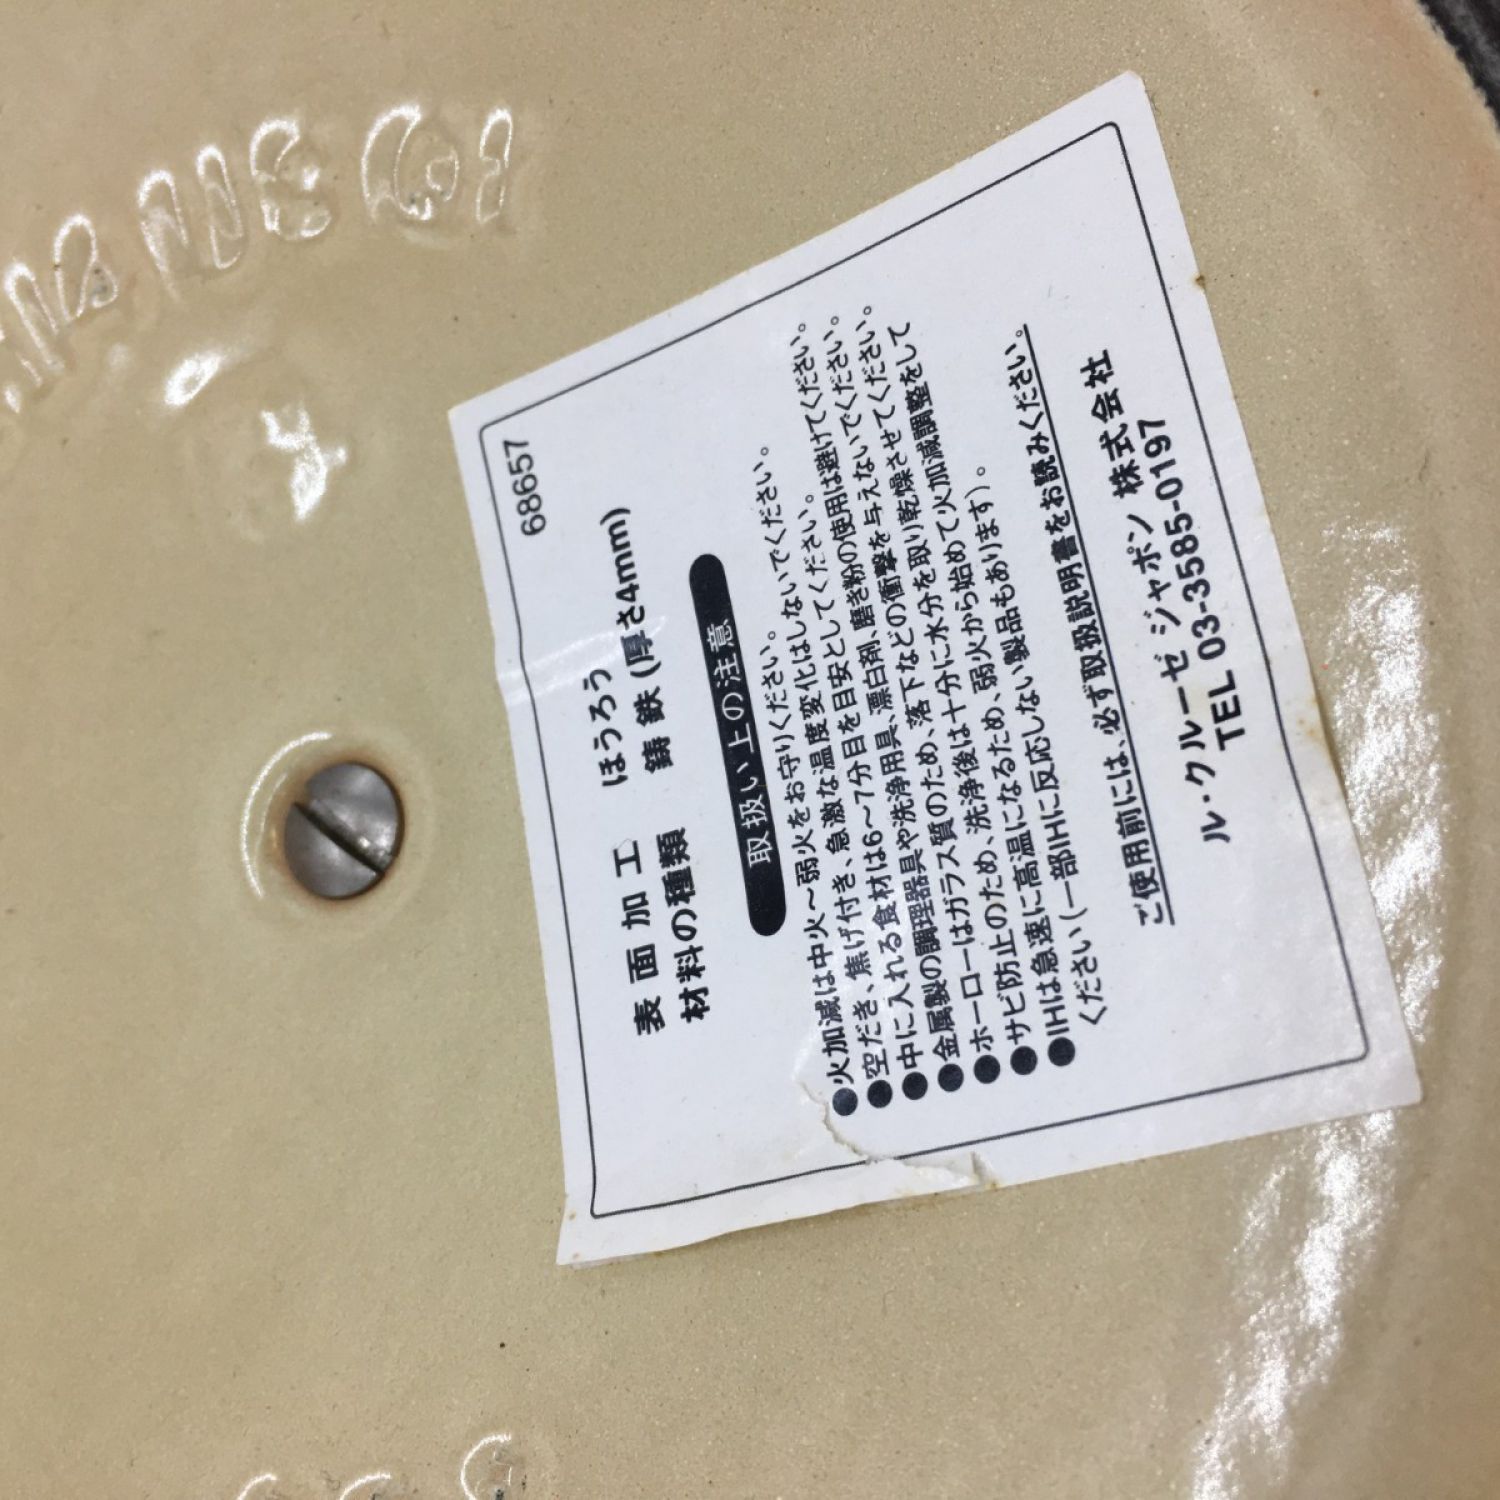 68657
表面加工 ほうろう
材料の種類 鋳鉄(厚さ4mm)
取扱い上の注意
●火加減は中火〜弱火をお守りください。
●空だき、焦げ付き、急激な温度変化はしないでください。
●中に入れる食材は6〜7分目を目安としてください。
●金属製の調理器具や洗浄用具、漂白剤、磨き粉の使用は避けてください。
●ホーローはガラス質のため、落下などの衝撃を与えないでください。
●サビ防止のため、洗浄後は十分に水分を取り乾燥させてください。
●IHは急速に高温になるため、弱火から始めて火加減調整をして
ください(一部IHに反応しない製品もあります)。
ご使用前には、必ず取扱説明書をお読みください。
ル・クルーゼ ジャポン 株式会社
TEL 03-3585-0197